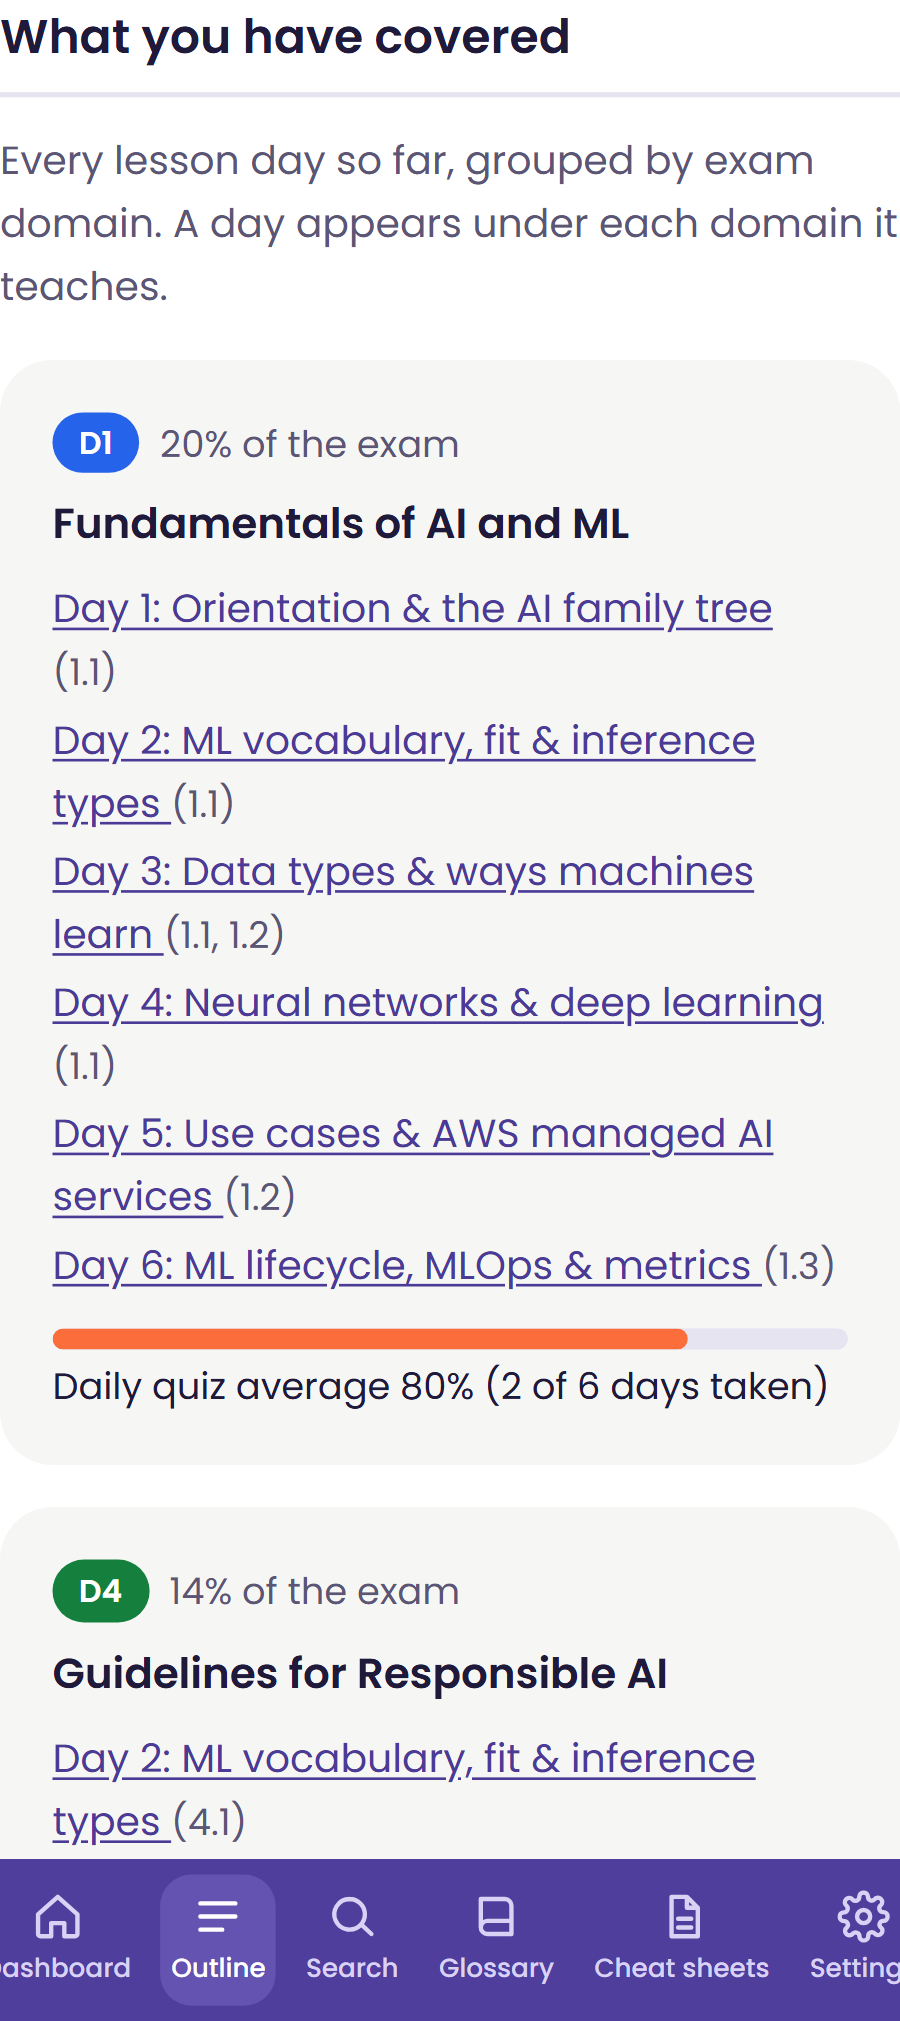 What you have covered
Every lesson day so far, grouped by exam
domain. A day appears under each domain it
teaches.
D1 20% of the exam
Fundamentals of AI and ML
Day 1: Orientation & the AI family tree
(1.1)
Day 2: ML vocabulary, fit & inference
types (1.1)
Day 3: Data types & ways machines
learn (1.1, 1.2)
Day 4: Neural networks & deep learning
(1.1)
Day 5: Use cases & AWS managed AI
services (1.2)
Day 6: ML lifecycle, MLOps & metrics (1.3)
Daily quiz average 80% (2 of 6 days taken)
D4 14% of the exam
Guidelines for Responsible AI
Day 2: ML vocabulary, fit & inference
types (4.1)
ashboard Outline Search Glossary Cheat sheets Setting